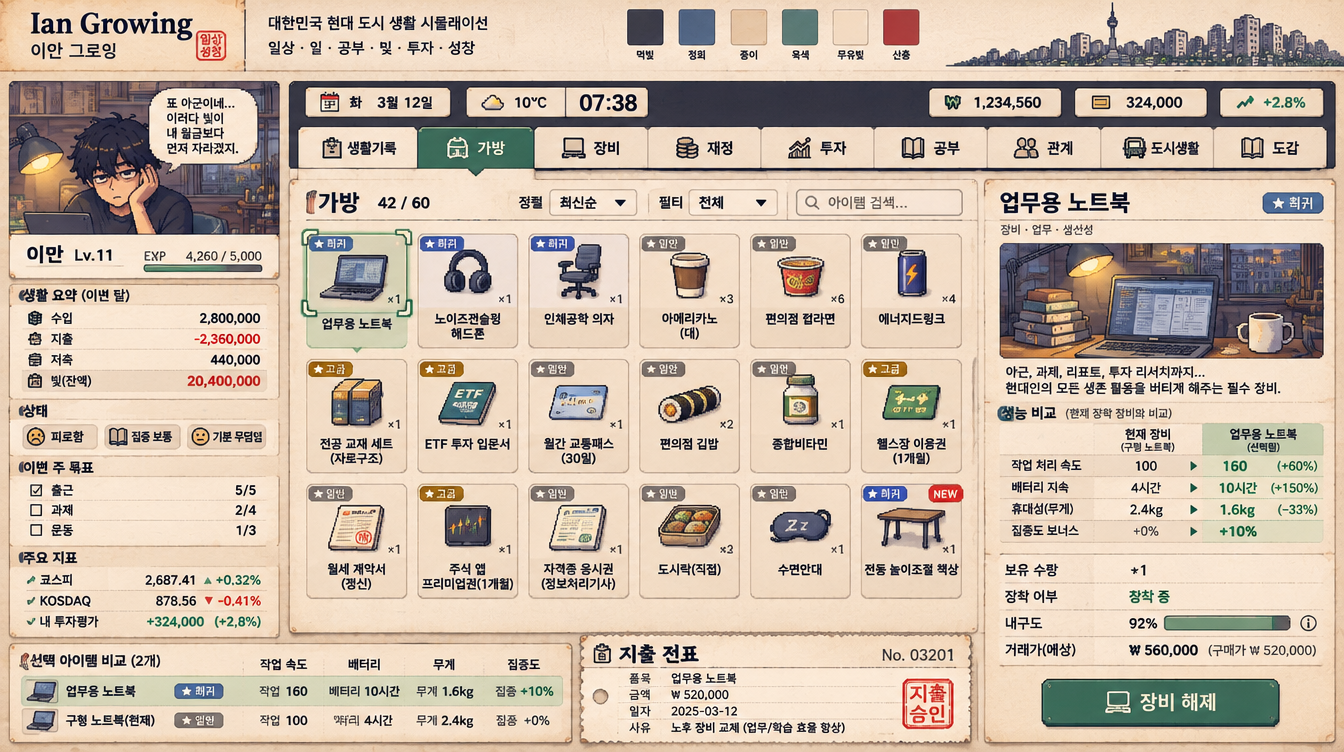 Ian Growing
이안 그로잉
일상
성창
대한민국 현대 도시 생활 시롤래이선
일상 · 일 · 공부 · 빚 · 투자 · 성창
먹빛
정회
종이
옥색
무유빛
산홍
표 아군이네...
이러다 빛이
내 월금보다
먼저 자라겠지.
이만 Lv.11
EXP 4,260 / 5,000
생활 요약 (이번 탈)
수입 2,800,000
지출 -2,360,000
저축 440,000
빛(잔액) 20,400,000
상태
피로함
집중 보통
기분 무덤덤
이번 주 목표
출근 5/5
과제 2/4
운동 1/3
주요 지표
코스피 2,687.41 ▲ +0.32%
KOSDAQ 878.56 ▼ -0.41%
내 투자평가 +324,000 (+2,8%)
화 3월 12일
10℃
07:38
₩ 1,234,560
324,000
+2.8%
생활기록
가방
장비
재정
투자
공부
관계
도시생활
도감
가방 42 / 60
정렬 최신순 ▼
필티 전체 ▼
아이템 검색...
★ 희귀
×1
업무용 노트북
★ 희귀
×1
노이즈캔슬링
헤드폰
★ 희귀
×1
인체공학 의자
★ 일안
×3
아메리카노
(대)
★ 일안
×6
편의점 컵라면
★ 일안
×4
에너지드링크
★ 고급
×1
전공 교재 세트
(자로구조)
★ 고급
ETF
×1
ETF 투자 입문서
★ 일안
×1
월간 교통패스
(30일)
★ 일안
×2
편의점 김밥
★ 일안
×1
종합비타민
★ 고급
×1
헬스장 이용권
(1개월)
★ 일안
×1
월세 재약서
(갱신)
★ 고급
×1
주식 앱
프리미업권(1개월)
★ 일안
×1
자격종 응시권
(정보처리기사)
★ 일안
×2
도시락(직접)
★ 일안
Zz
×1
수면안대
★ 희귀
NEW
×1
전동 높이조절 책상
업무용 노트북
★ 희귀
장비 · 업무 · 생산성
야근, 과제, 리포트, 투자 리서치까지...
현대인의 모든 생존 활동을 버티게 해주는 필수 장비.
성능 비교 (현재 장착 장비와 비교)
현재 장비 업무용 노트북
(구형 노트북) (선택됨)
작업 처리 속도 100 ▶ 160 (+60%)
배터리 지속 4시간 ▶ 10시간 (+150%)
휴대성(무게) 2.4kg ▶ 1.6kg (−33%)
집중도 보너스 +0% ▶ +10%
보유 수량 *1
장착 여부 창착 중
내구도 92%
거래가(애성) ₩ 560,000 (구매가 ₩ 520,000)
장비 해제
선택 아이템 비교 (2개) 작업 속도 배터리 무게 집중도
업무용 노트북 ★ 희귀 작업 160 배터리 10시간 무게 1.6kg 집중 +10%
구형 노트북(현재) ★ 일안 작업 100 배터리 4시간 무게 2.4kg 집중 +0%
지출 전표 No. 03201
품목 업무용 노트북
금액 ₩ 520,000
일자 2025-03-12
사유 노후 장비 교체 (업무/학습 효율 향상)
지출
승인